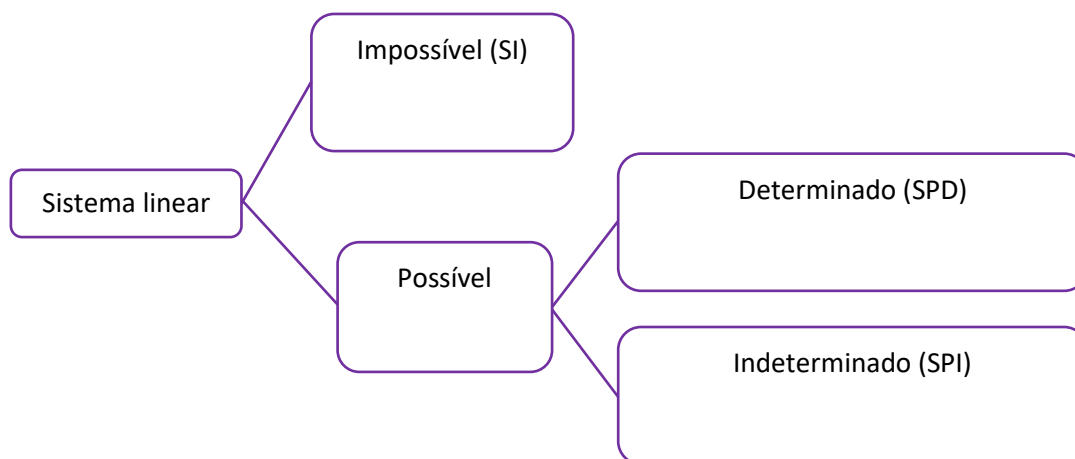 Impossível (SI)
Sistema linear
Possível
Determinado (SPD)
Indeterminado (SPI)